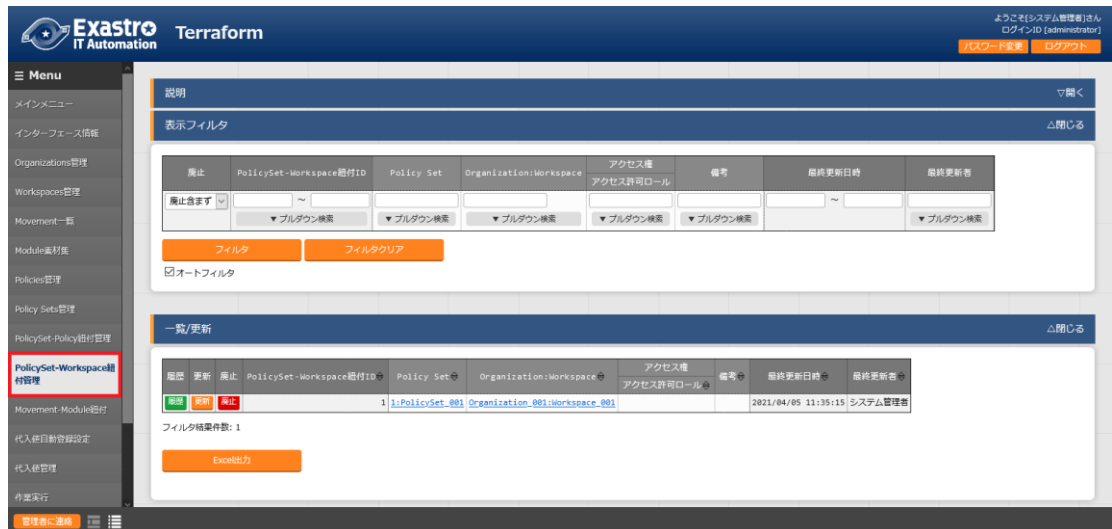 Exastro
IT Automation
Terraform
ようこそ[システム管理者]さん
ログインID [administrator]
パスワード変更
ログアウト
☰ Menu
メインメニュー
インターフェース情報
Organizations管理
Workspaces管理
Movement一覧
Module素材集
Policies管理
Policy Sets管理
PolicySet-Policy紐付管理
PolicySet-Workspace紐
付管理
Movement-Module紐付
代入値自動登録設定
代入値管理
作業実行
管理者に連絡
説明
▽開く
表示フィルタ
△閉じる
廃止 PolicySet-Workspace紐付ID Policy Set Organization:Workspace アクセス権 備考 最終更新日時 最終更新者
アクセス許可ロール
廃止含まず ~ ~
▼ プルダウン検索 ▼ プルダウン検索 ▼ プルダウン検索 ▼ プルダウン検索 ▼ プルダウン検索 ▼ プルダウン検索
フィルタ フィルタクリア
☑オートフィルタ
一覧/更新
△閉じる
履歴 更新 廃止 PolicySet-Workspace紐付ID Policy Set Organization:Workspace アクセス権 備考 最終更新日時 最終更新者
アクセス許可ロール
履歴 更新 廃止 1 1:PolicySet_001 Organization_001:Workspace_001 2021/04/05 11:35:15 システム管理者
フィルタ結果件数: 1
Excel出力